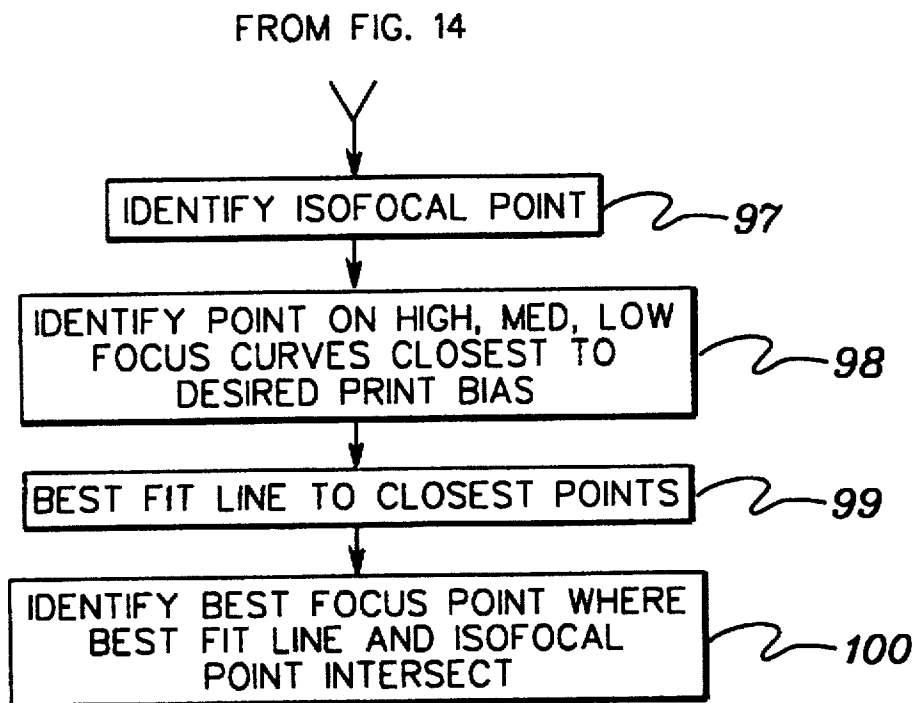 FROM FIG. 14
IDENTIFY ISOFOCAL POINT
97
IDENTIFY POINT ON HIGH, MED, LOW
FOCUS CURVES CLOSEST TO
DESIRED PRINT BIAS
98
BEST FIT LINE TO CLOSEST POINTS
99
IDENTIFY BEST FOCUS POINT WHERE
BEST FIT LINE AND ISOFOCAL
POINT INTERSECT
100